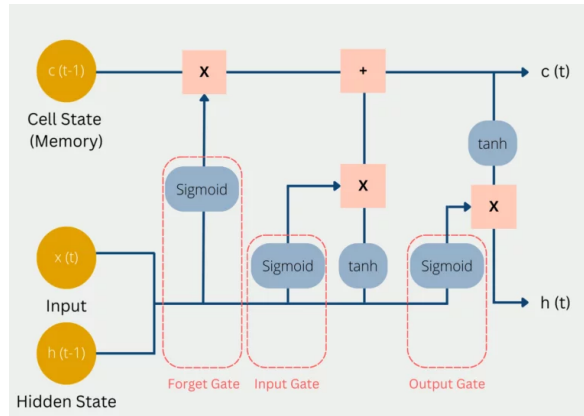 c (t-1)
X
+
c (t)
Cell State
(Memory)
tanh
Sigmoid
X
X
x (t)
Sigmoid
tanh
Sigmoid
Input
h (t)
h (t-1)
Forget Gate
Input Gate
Output Gate
Hidden State